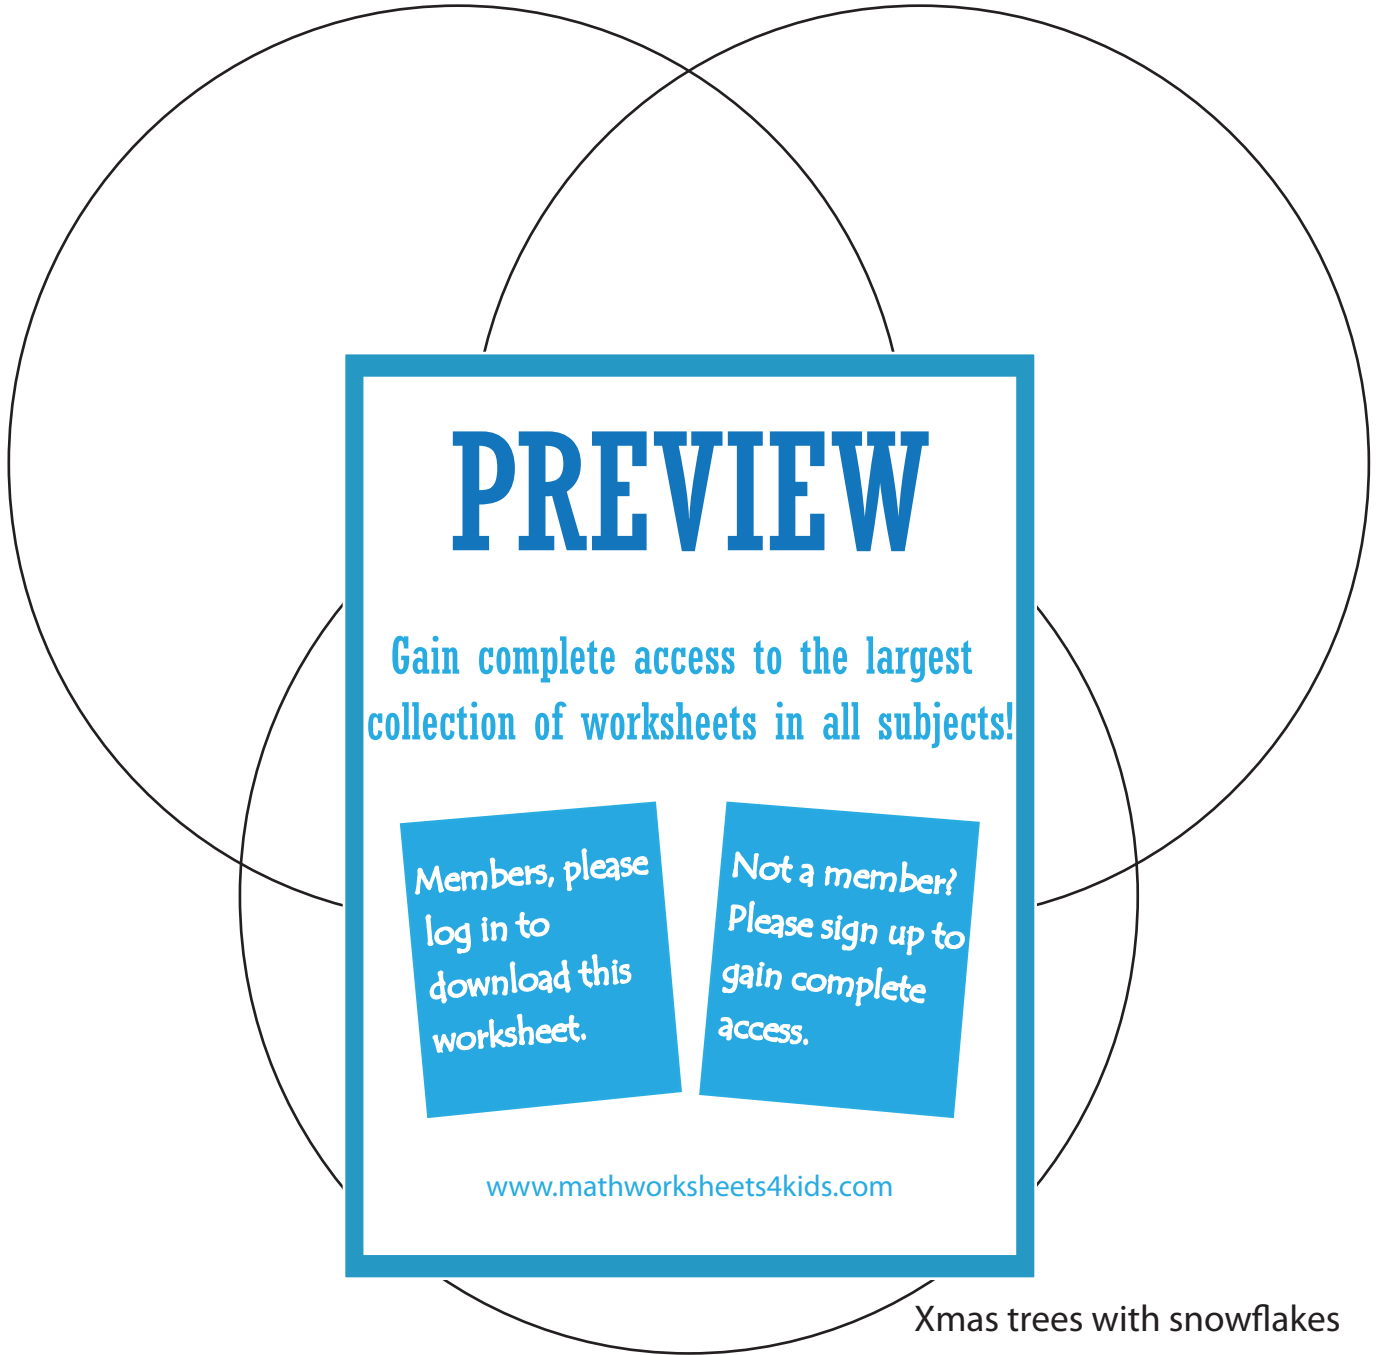 PREVIEW
Gain complete access to the largest
collection of worksheets in all subjects!
Members, please
log in to
download this
worksheet.
Not a member?
Please sign up to
gain complete
access.
www.mathworksheets4kids.com
Xmas trees with snowflakes